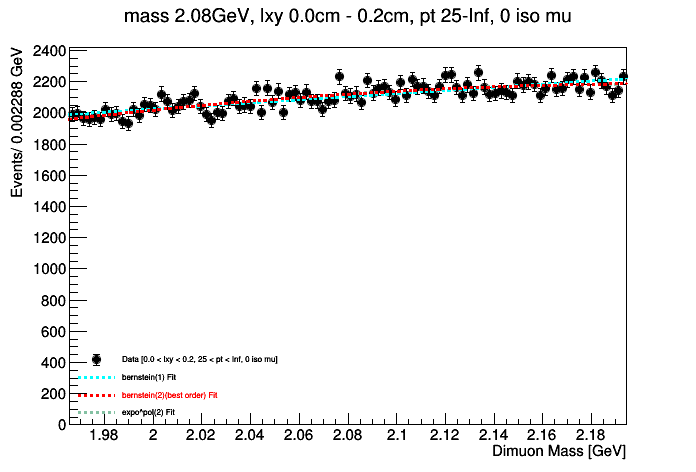 mass 2.08GeV, lxy 0.0cm - 0.2cm, pt 25-Inf, 0 iso mu
Events/ 0.002288 GeV
2400
2200
2000
1800
1600
1400
1200
1000
800
600
400
200
0
Data [0.0 < lxy < 0.2, 25 < pt < Inf, 0 iso mu]
bernstein(1) Fit
bernstein(2)(best order) Fit
expo*pol(2) Fit
1.98 2 2.02 2.04 2.06 2.08 2.1 2.12 2.14 2.16 2.18
Dimuon Mass [GeV]